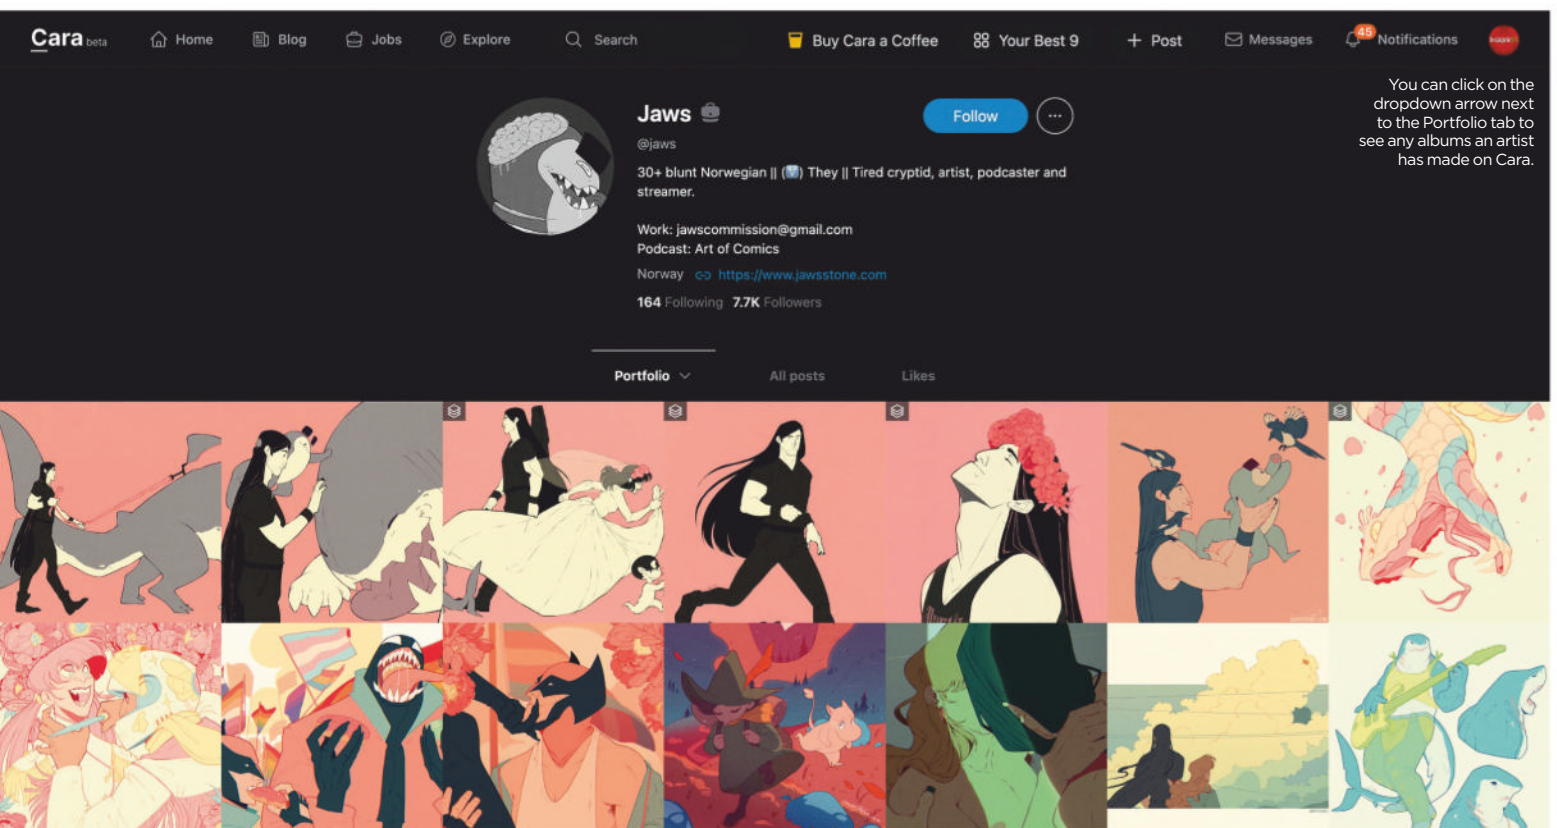 Cara beta Home Blog Jobs Explore Search Buy Cara a Coffee Your Best 9 Post Messages 45 Notifications
You can click on the
dropdown arrow next
to the Portfolio tab to
see any albums an artist
has made on Cara.
Jaws
Follow
@jaws
30+ blunt Norwegian || () They || Tired cryptid, artist, podcaster and
streamer.
Work: jawscommission@gmail.com
Podcast: Art of Comics
Norway https://www.jawsstone.com
164 Following 7.7K Followers
Portfolio All posts Likes